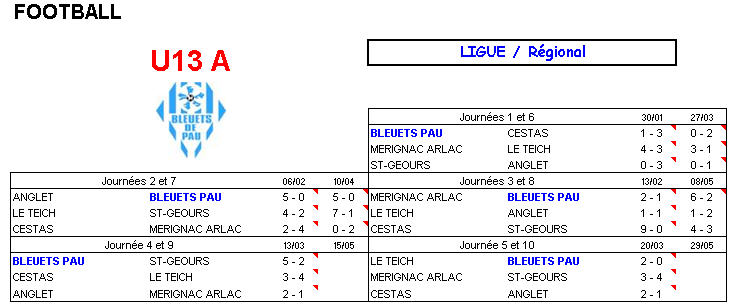 FOOTBALL
U13 A
LIGUE / Régional
BLEUETS
DE
PAU
Journées 1 et 6 30/01 27/03
BLEUETS PAU CESTAS 1 - 3 0 - 2
MERIGNAC ARLAC LE TEICH 4 - 3 3 - 1
ST-GEOURS ANGLET 0 - 3 0 - 1
Journées 2 et 7 06/02 10/04
ANGLET BLEUETS PAU 5 - 0 5 - 0
LE TEICH ST-GEOURS 4 - 2 7 - 1
CESTAS MERIGNAC ARLAC 2 - 4 0 - 2
Journées 3 et 8 13/02 08/05
MERIGNAC ARLAC BLEUETS PAU 2 - 1 6 - 2
LE TEICH ANGLET 1 - 1 1 - 2
CESTAS ST-GEOURS 9 - 0 4 - 3
Journée 4 et 9 13/03 15/05
BLEUETS PAU ST-GEOURS 5 - 2
CESTAS LE TEICH 3 - 4
ANGLET MERIGNAC ARLAC 2 - 1
Journée 5 et 10 20/03 29/05
LE TEICH BLEUETS PAU 2 - 0
MERIGNAC ARLAC ST-GEOURS 3 - 4
CESTAS ANGLET 2 - 1